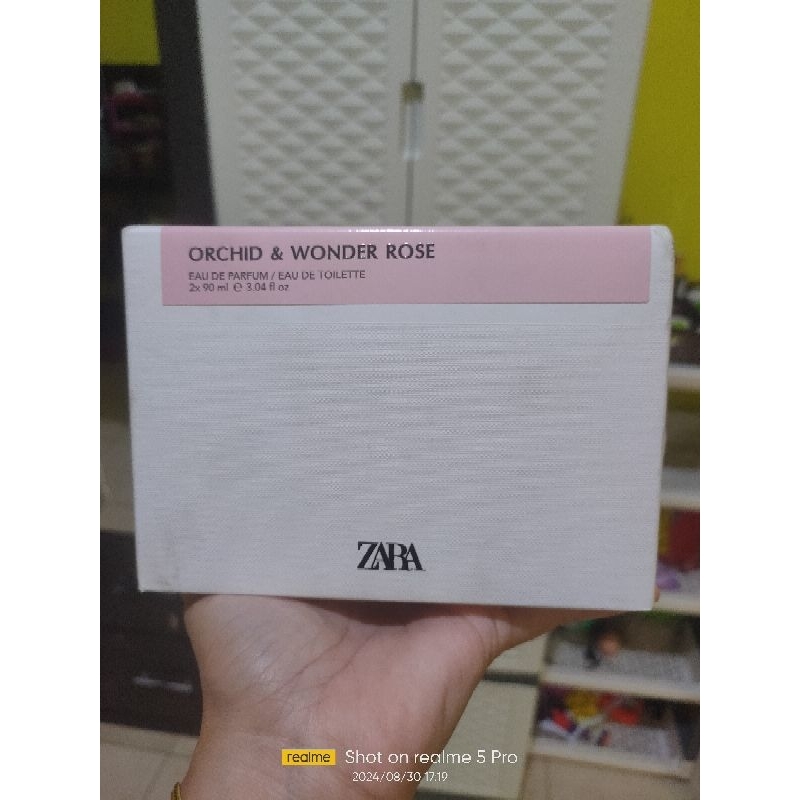 ORCHID & WONDER ROSE
EAU DE PARFUM / EAU DE TOILETTE
2x 90 ml ℮ 3.04 fl oz
ZARA
realme Shot on realme 5 Pro
2024/08/30 17:19